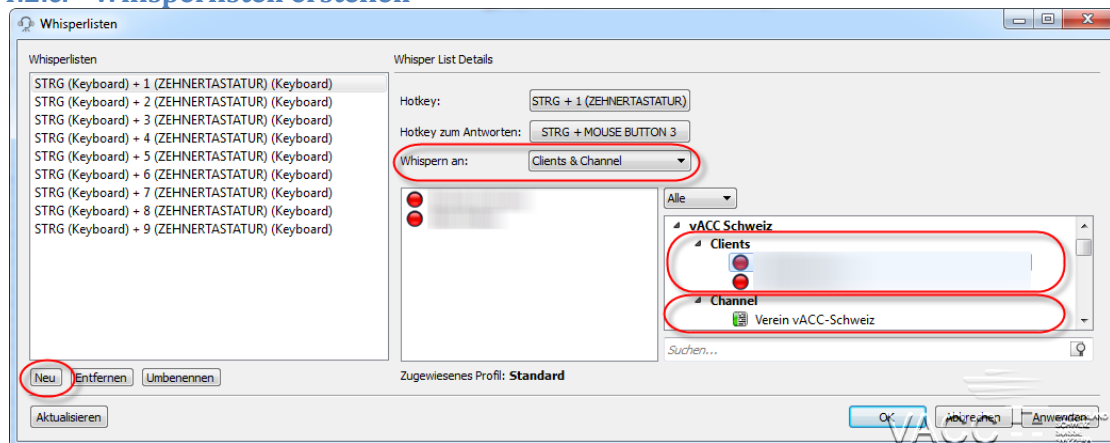 Whisperlisten erstellen
Whisperlisten
Whisperlisten
Whisper List Details
STRG (Keyboard) + 1 (ZEHNERTASTATUR) (Keyboard)
STRG (Keyboard) + 2 (ZEHNERTASTATUR) (Keyboard)
STRG (Keyboard) + 3 (ZEHNERTASTATUR) (Keyboard)
STRG (Keyboard) + 4 (ZEHNERTASTATUR) (Keyboard)
STRG (Keyboard) + 5 (ZEHNERTASTATUR) (Keyboard)
STRG (Keyboard) + 6 (ZEHNERTASTATUR) (Keyboard)
STRG (Keyboard) + 7 (ZEHNERTASTATUR) (Keyboard)
STRG (Keyboard) + 8 (ZEHNERTASTATUR) (Keyboard)
STRG (Keyboard) + 9 (ZEHNERTASTATUR) (Keyboard)
Hotkey: STRG + 1 (ZEHNERTASTATUR)
Hotkey zum Antworten: STRG + MOUSE BUTTON 3
Whispern an: Clients & Channel
Alle
vACC Schweiz
Clients
Channel
Verein vACC-Schweiz
Suchen...
Neu Entfernen Umbenennen
Zugewiesenes Profil: Standard
Aktualisieren
OK Abbrechen Anwenden
VACC